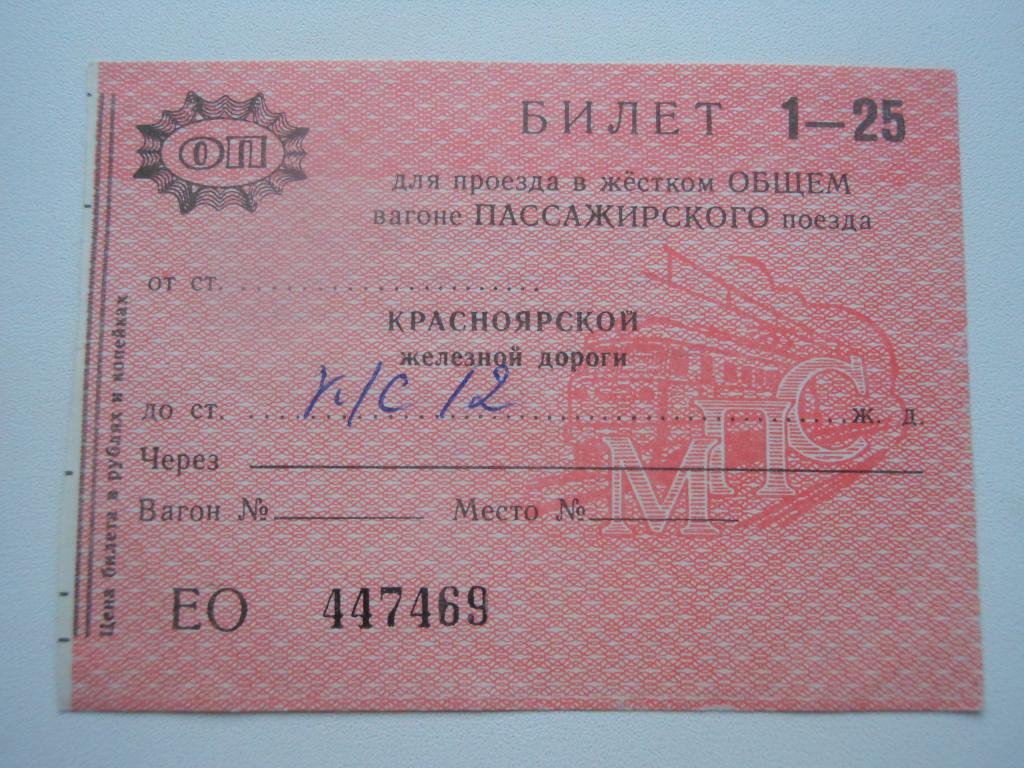 ОП
БИЛЕТ 1—25
для проезда в жёстком ОБЩЕМ
вагоне ПАССАЖИРСКОГО поезда
от ст. ......................
КРАСНОЯРСКОЙ
железной дороги
до ст. к/с 12 ж. д.
Через
Вагон № Место №
МПС
ЕО 447469
Цена билета в рублях и копейках